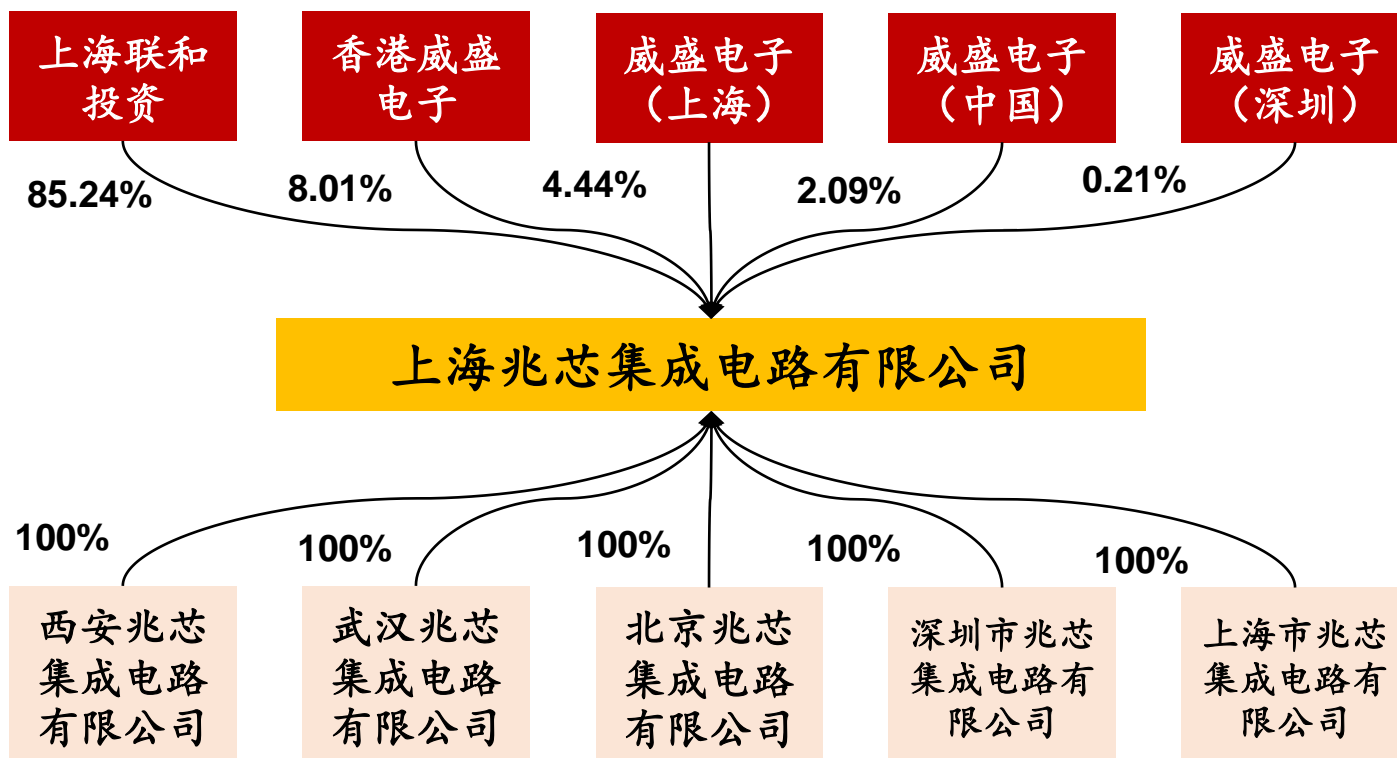 上海联和
投资
香港威盛
电子
威盛电子
（上海）
威盛电子
（中国）
威盛电子
（深圳）
85.24%
8.01%
4.44%
2.09%
0.21%
上海兆芯集成电路有限公司
100%
100%
100%
100%
100%
西安兆芯
集成电路
有限公司
武汉兆芯
集成电路
有限公司
北京兆芯
集成电路
有限公司
深圳市兆芯
集成电路有
限公司
上海市兆芯
集成电路有
限公司